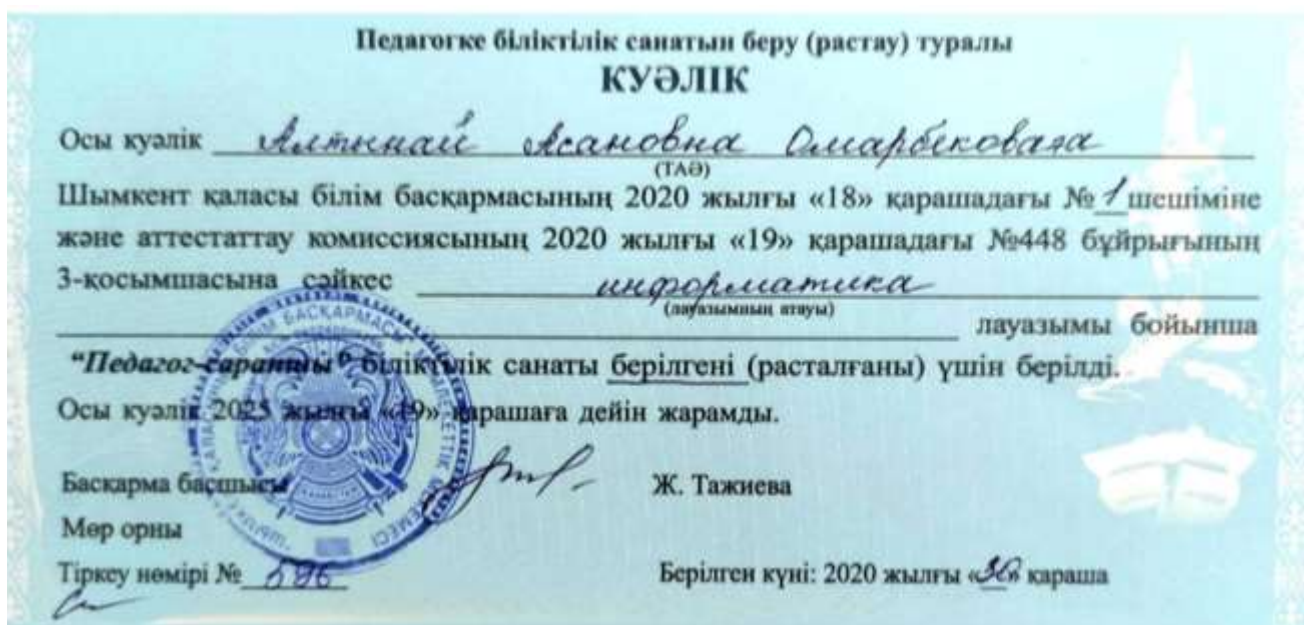 Педагогке біліктілік санатын беру (растау) туралы
КУӘЛІК
Осы куәлік Алтынай Асановна Омарбековаға
(ТАӘ)
Шымкент қаласы білім басқармасының 2020 жылғы «18» қарашадағы №1 шешіміне
және аттестаттау комиссиясының 2020 жылғы «19» қарашадағы №448 бұйрығының
3-қосымшасына сәйкес информатика
(лауазымның атауы)
лауазымы бойынша
"Педагог-сарапшы" біліктілік санаты берілгені (расталғаны) үшін берілді.
Осы куәлік 2025 жылғы «19» қарашаға дейін жарамды.
Басқарма басшысы Ж. Тажиева
Мөр орны
Тіркеу нөмірі № 596
Берілген күні: 2020 жылғы «30» қараша